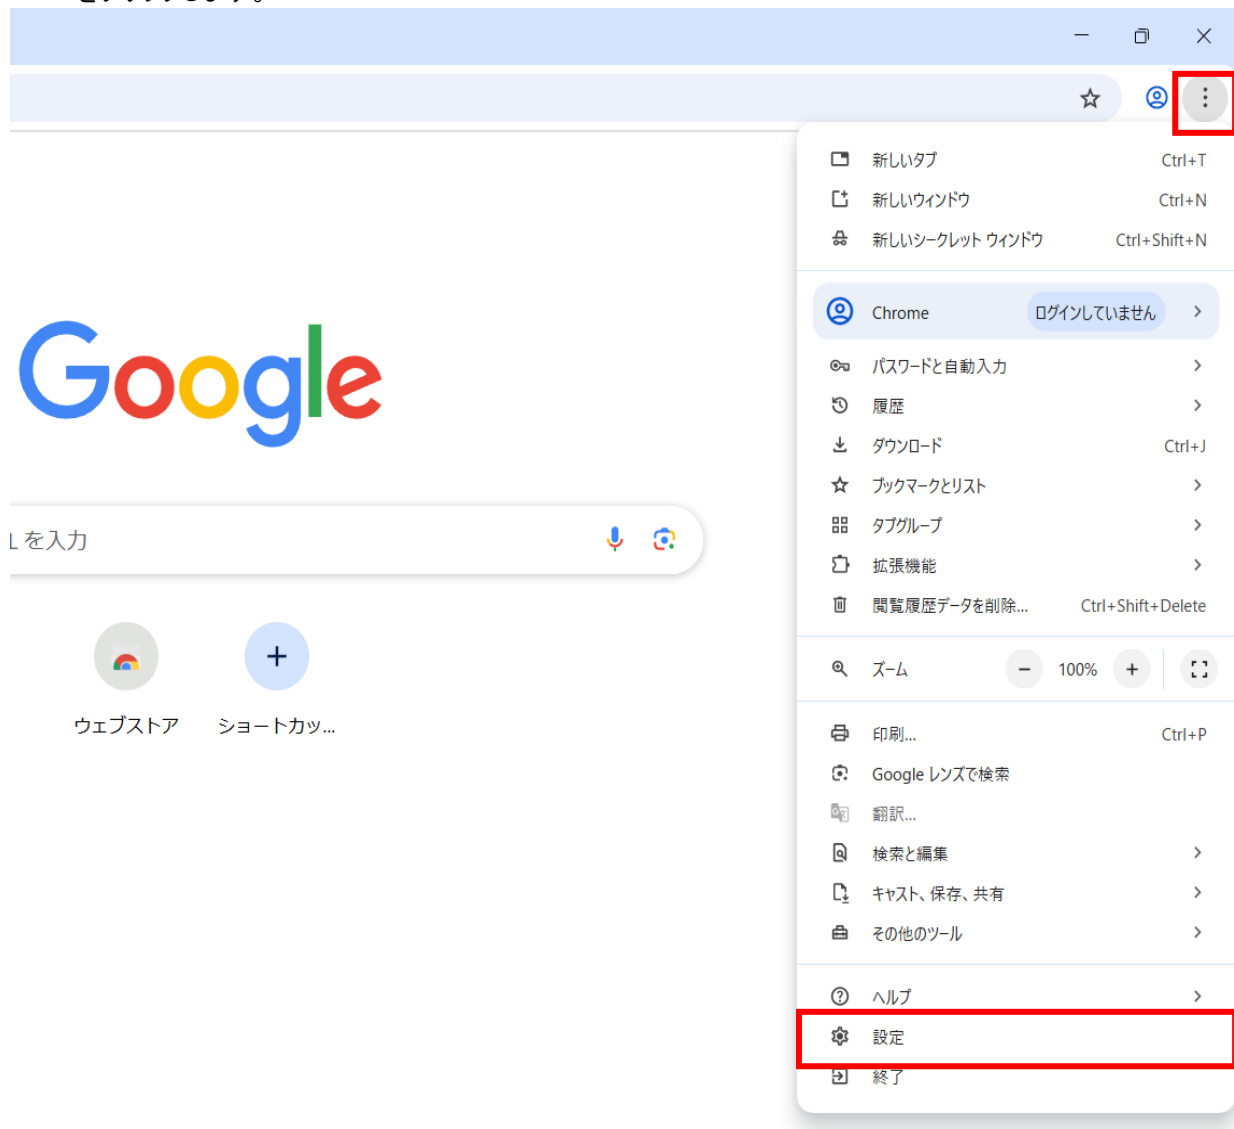 をクリックします。
新しいタブ Ctrl+T
新しいウィンドウ Ctrl+N
新しいシークレット ウィンドウ Ctrl+Shift+N
Chrome ログインしていません
パスワードと自動入力
履歴
ダウンロード Ctrl+J
ブックマークとリスト
タブグループ
拡張機能
閲覧履歴データを削除... Ctrl+Shift+Delete
ズーム - 100% +
印刷... Ctrl+P
Google レンズで検索
翻訳...
検索と編集
キャスト、保存、共有
その他のツール
ヘルプ
設定
終了
Google
L を入力
ウェブストア ショートカッ...